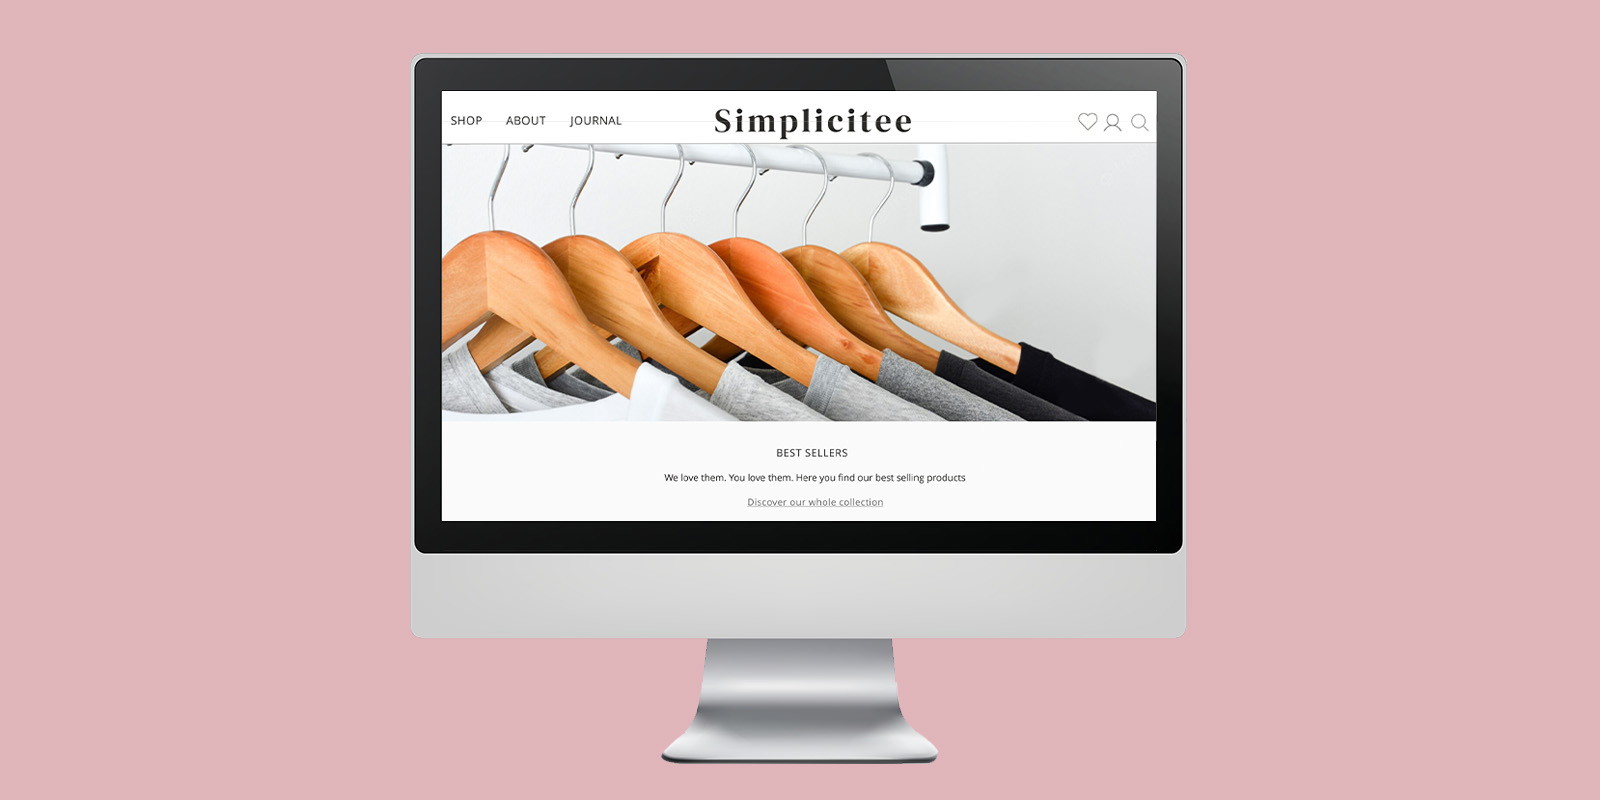 SHOP ABOUT JOURNAL Simplicitee
BEST SELLERS
We love them. You love them. Here you find our best selling products
Discover our whole collection